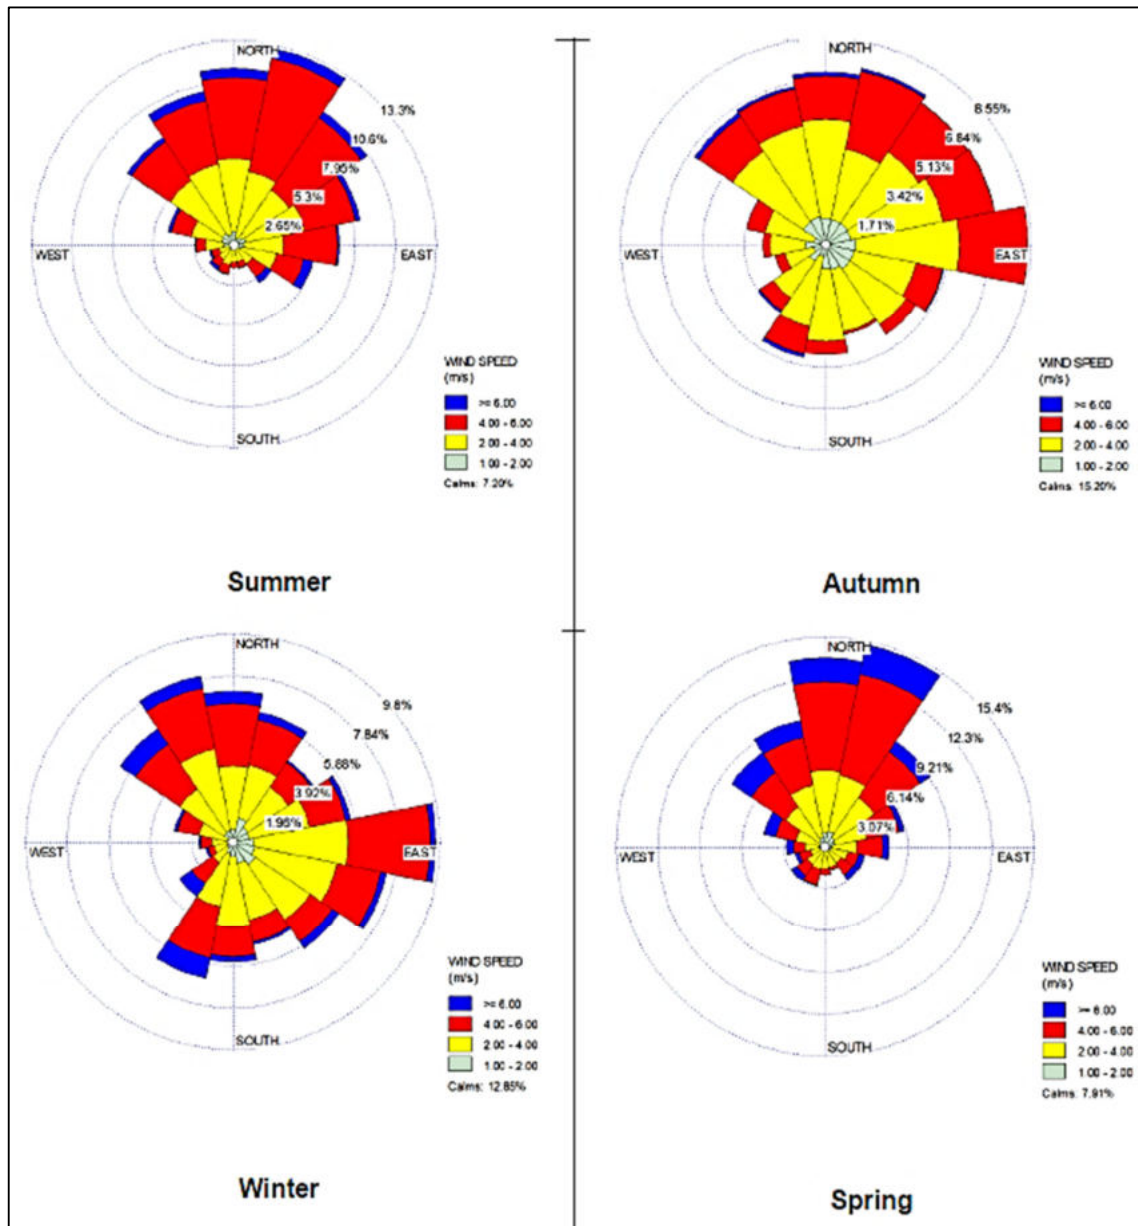 NORTH
13.3%
10.6%
7.95%
5.3%
2.65%
WEST
EAST
SOUTH
WIND SPEED
(m/s)
>= 6.00
4.00 - 6.00
2.00 - 4.00
1.00 - 2.00
Calms: 7.20%
Summer
NORTH
8.55%
6.84%
5.13%
3.42%
1.71%
WEST
EAST
SOUTH
WIND SPEED
(m/s)
>= 6.00
4.00 - 6.00
2.00 - 4.00
1.00 - 2.00
Calms: 15.20%
Autumn
NORTH
9.8%
7.84%
5.88%
3.92%
1.96%
WEST
EAST
SOUTH
WIND SPEED
(m/s)
>= 6.00
4.00 - 6.00
2.00 - 4.00
1.00 - 2.00
Calms: 12.85%
Winter
NORTH
15.4%
12.3%
9.21%
6.14%
3.07%
WEST
EAST
SOUTH
WIND SPEED
(m/s)
>= 6.00
4.00 - 6.00
2.00 - 4.00
1.00 - 2.00
Calms: 7.91%
Spring